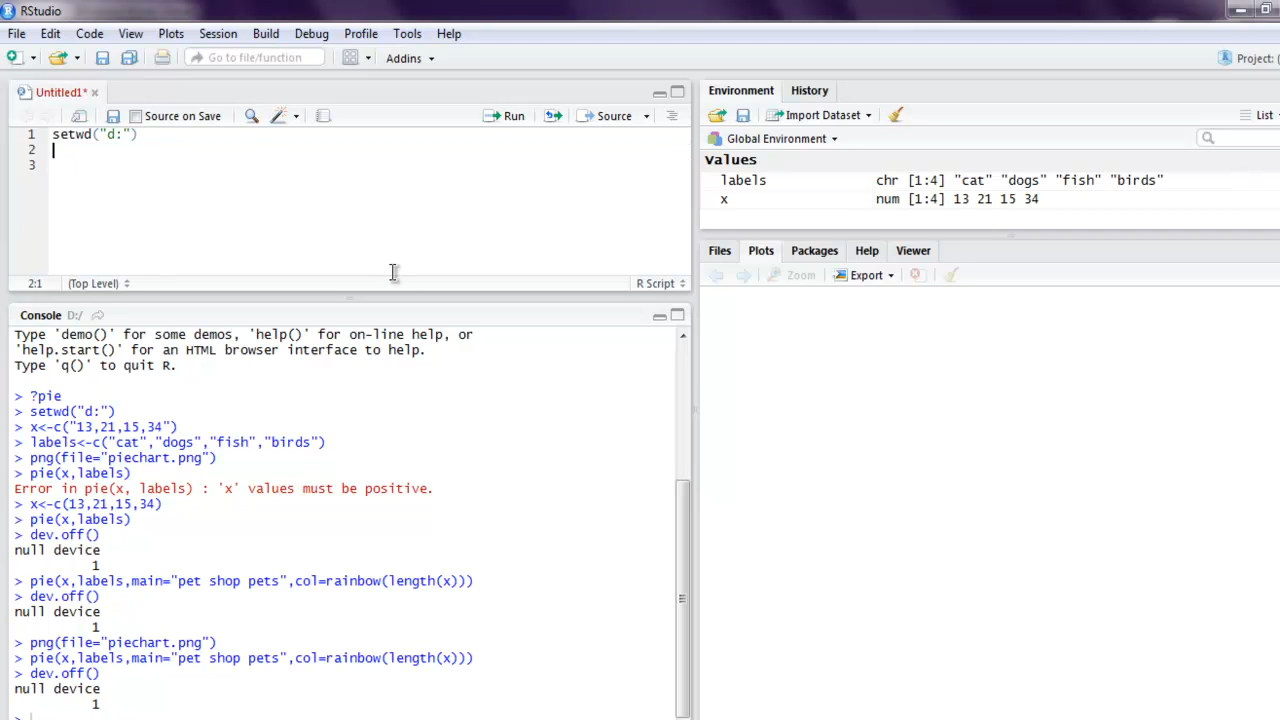 RStudio
File Edit Code View Plots Session Build Debug Profile Tools Help
Go to file/function Addins Project: (
Untitled1*
Source on Save Run Source
1 setwd("d:")
2
3
2:1 (Top Level) R Script
Console D:/
Type 'demo()' for some demos, 'help()' for on-line help, or
'help.start()' for an HTML browser interface to help.
Type 'q()' to quit R.
> ?pie
> setwd("d:")
> x<-c("13,21,15,34")
> labels<-c("cat","dogs","fish","birds")
> png(file="piechart.png")
> pie(x,labels)
Error in pie(x, labels) : 'x' values must be positive.
> x<-c(13,21,15,34)
> pie(x,labels)
> dev.off()
null device
1
> pie(x,labels,main="pet shop pets",col=rainbow(length(x)))
> dev.off()
null device
1
> png(file="piechart.png")
> pie(x,labels,main="pet shop pets",col=rainbow(length(x)))
> dev.off()
null device
1
>
Environment History
Import Dataset List
Global Environment
Values
labels chr [1:4] "cat" "dogs" "fish" "birds"
x num [1:4] 13 21 15 34
Files Plots Packages Help Viewer
Zoom Export